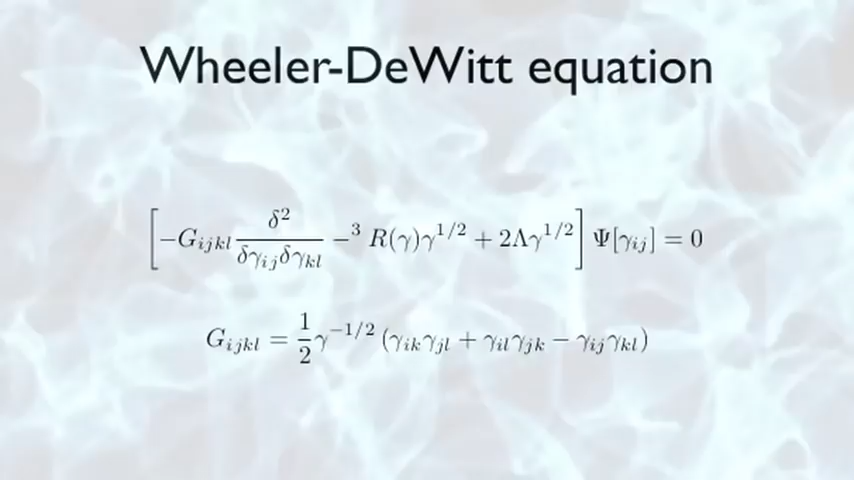 Wheeler-DeWitt equation
[−G_{ijkl} δ²/(δγ_{ij}δγ_{kl}) −³R(γ)γ^{1/2} + 2Λγ^{1/2}] Ψ[γ_{ij}] = 0
G_{ijkl} = 1/2 γ^{−1/2} (γ_{ik}γ_{jl} + γ_{il}γ_{jk} − γ_{ij}γ_{kl})